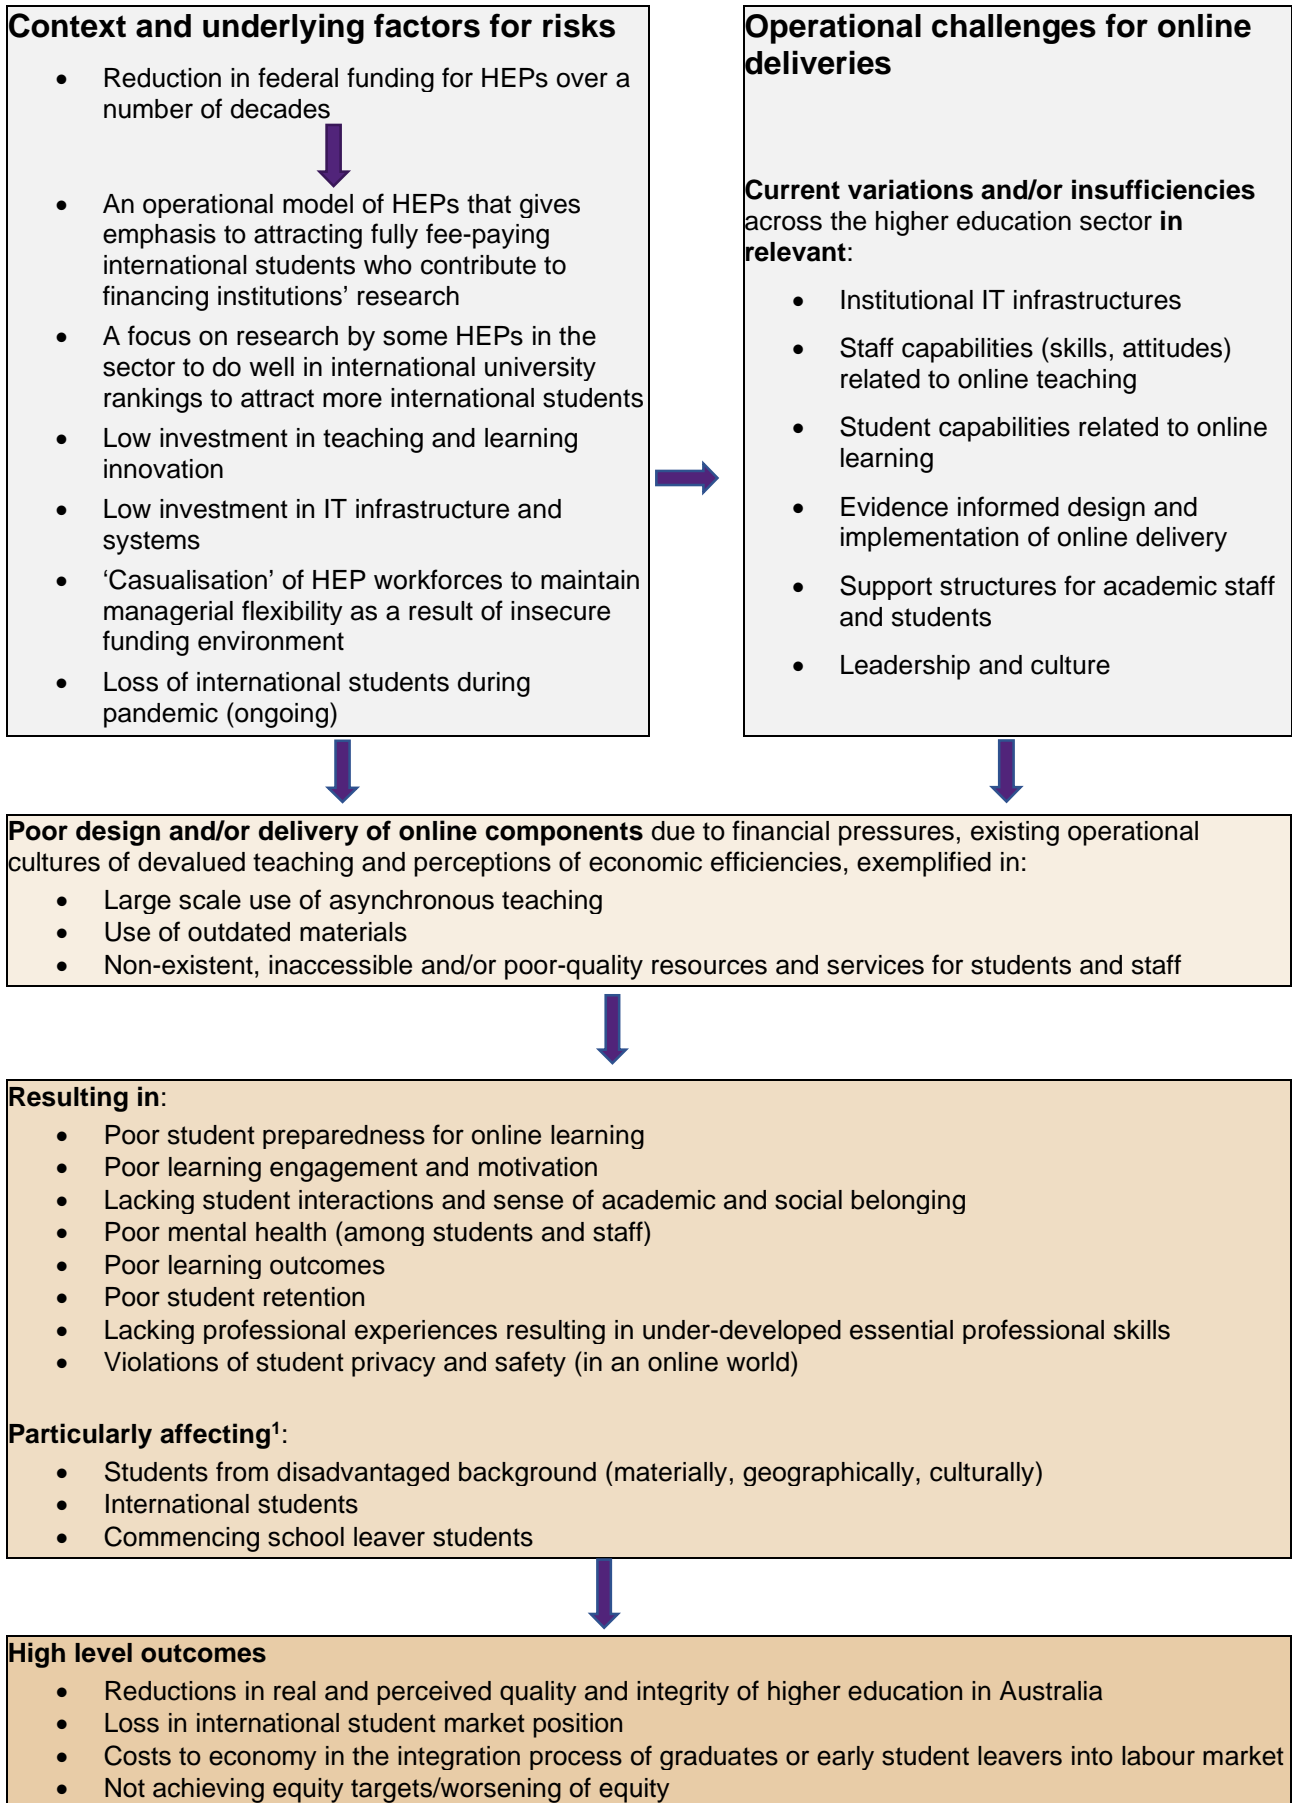 Context and underlying factors for risks
• Reduction in federal funding for HEPs over a
number of decades
• An operational model of HEPs that gives
emphasis to attracting fully fee-paying
international students who contribute to
financing institutions’ research
• A focus on research by some HEPs in the
sector to do well in international university
rankings to attract more international students
• Low investment in teaching and learning
innovation
• Low investment in IT infrastructure and
systems
• ‘Casualisation’ of HEP workforces to maintain
managerial flexibility as a result of insecure
funding environment
• Loss of international students during
pandemic (ongoing)
Operational challenges for online
deliveries
Current variations and/or insufficiencies
across the higher education sector in
relevant:
• Institutional IT infrastructures
• Staff capabilities (skills, attitudes)
related to online teaching
• Student capabilities related to online
learning
• Evidence informed design and
implementation of online delivery
• Support structures for academic staff
and students
• Leadership and culture
Poor design and/or delivery of online components due to financial pressures, existing operational
cultures of devalued teaching and perceptions of economic efficiencies, exemplified in:
• Large scale use of asynchronous teaching
• Use of outdated materials
• Non-existent, inaccessible and/or poor-quality resources and services for students and staff
Resulting in:
• Poor student preparedness for online learning
• Poor learning engagement and motivation
• Lacking student interactions and sense of academic and social belonging
• Poor mental health (among students and staff)
• Poor learning outcomes
• Poor student retention
• Lacking professional experiences resulting in under-developed essential professional skills
• Violations of student privacy and safety (in an online world)
Particularly affecting¹:
• Students from disadvantaged background (materially, geographically, culturally)
• International students
• Commencing school leaver students
High level outcomes
• Reductions in real and perceived quality and integrity of higher education in Australia
• Loss in international student market position
• Costs to economy in the integration process of graduates or early student leavers into labour market
• Not achieving equity targets/worsening of equity